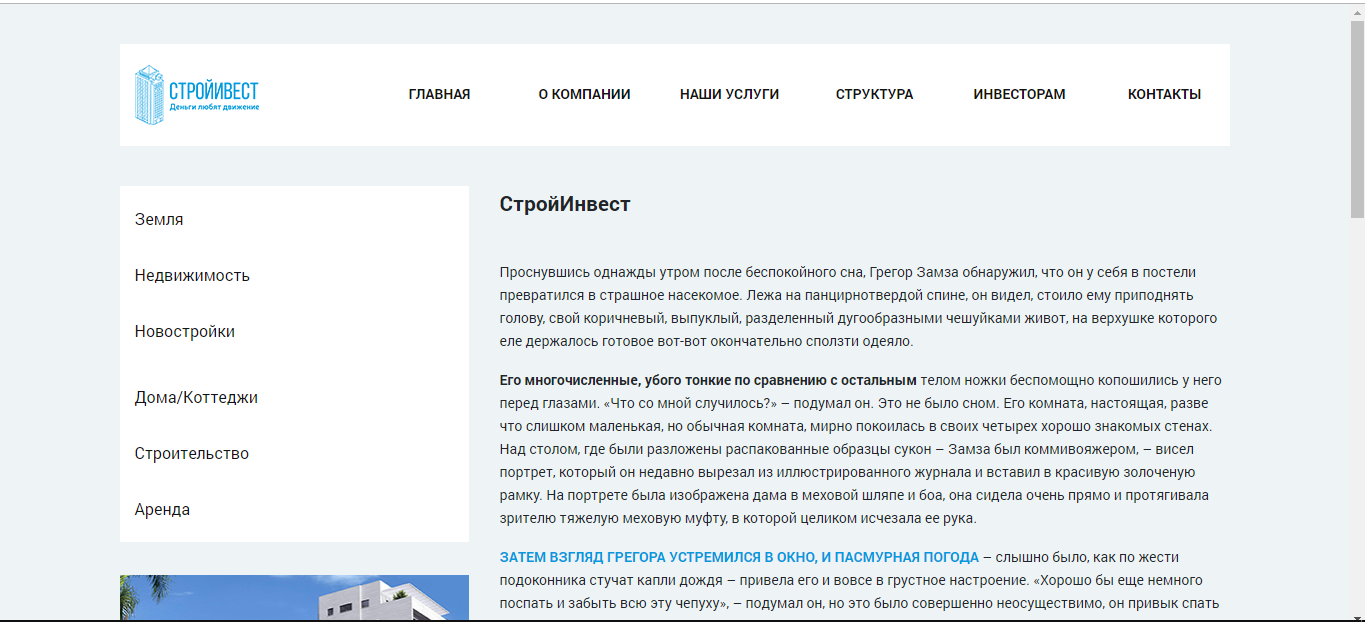 СТРОЙИВЕСТ
Деньги любят движение
ГЛАВНАЯ
О КОМПАНИИ
НАШИ УСЛУГИ
СТРУКТУРА
ИНВЕСТОРАМ
КОНТАКТЫ
Земля
Недвижимость
Новостройки
Дома/Коттеджи
Строительство
Аренда
СтройИнвест
Проснувшись однажды утром после беспокойного сна, Грегор Замза обнаружил, что он у себя в постели
превратился в страшное насекомое. Лежа на панцирнотвердой спине, он видел, стоило ему приподнять
голову, свой коричневый, выпуклый, разделенный дугообразными чешуйками живот, на верхушке которого
еле держалось готовое вот-вот окончательно сползти одеяло.
Его многочисленные, убого тонкие по сравнению с остальным телом ножки беспомощно копошились у него
перед глазами. «Что со мной случилось?» – подумал он. Это не было сном. Его комната, настоящая, разве
что слишком маленькая, но обычная комната, мирно покоилась в своих четырех хорошо знакомых стенах.
Над столом, где были разложены распакованные образцы сукон – Замза был коммивояжером, – висел
портрет, который он недавно вырезал из иллюстрированного журнала и вставил в красивую золоченую
рамку. На портрете была изображена дама в меховой шляпе и боа, она сидела очень прямо и протягивала
зрителю тяжелую меховую муфту, в которой целиком исчезала ее рука.
ЗАТЕМ ВЗГЛЯД ГРЕГОРА УСТРЕМИЛСЯ В ОКНО, И ПАСМУРНАЯ ПОГОДА – слышно было, как по жести
подоконника стучат капли дождя – привела его и вовсе в грустное настроение. «Хорошо бы еще немного
поспать и забыть всю эту чепуху», – подумал он, но это было совершенно неосуществимо, он привык спать